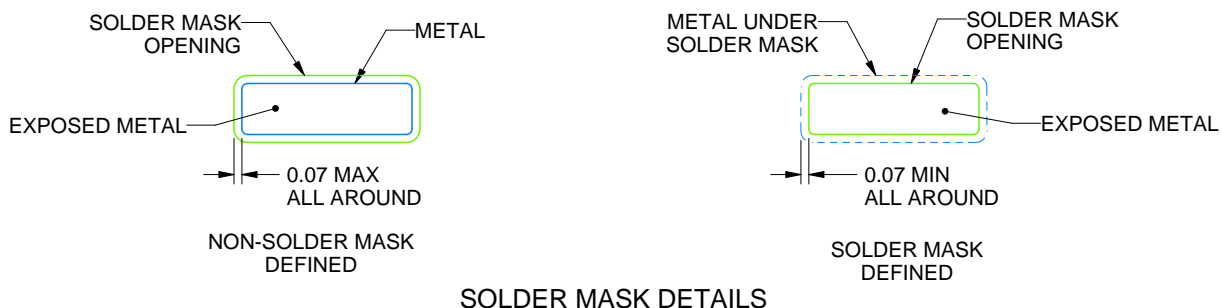 SOLDER MASK
OPENING
METAL
EXPOSED METAL
0.07 MAX
ALL AROUND
NON-SOLDER MASK
DEFINED
METAL UNDER
SOLDER MASK
SOLDER MASK
OPENING
EXPOSED METAL
0.07 MIN
ALL AROUND
SOLDER MASK
DEFINED
SOLDER MASK DETAILS